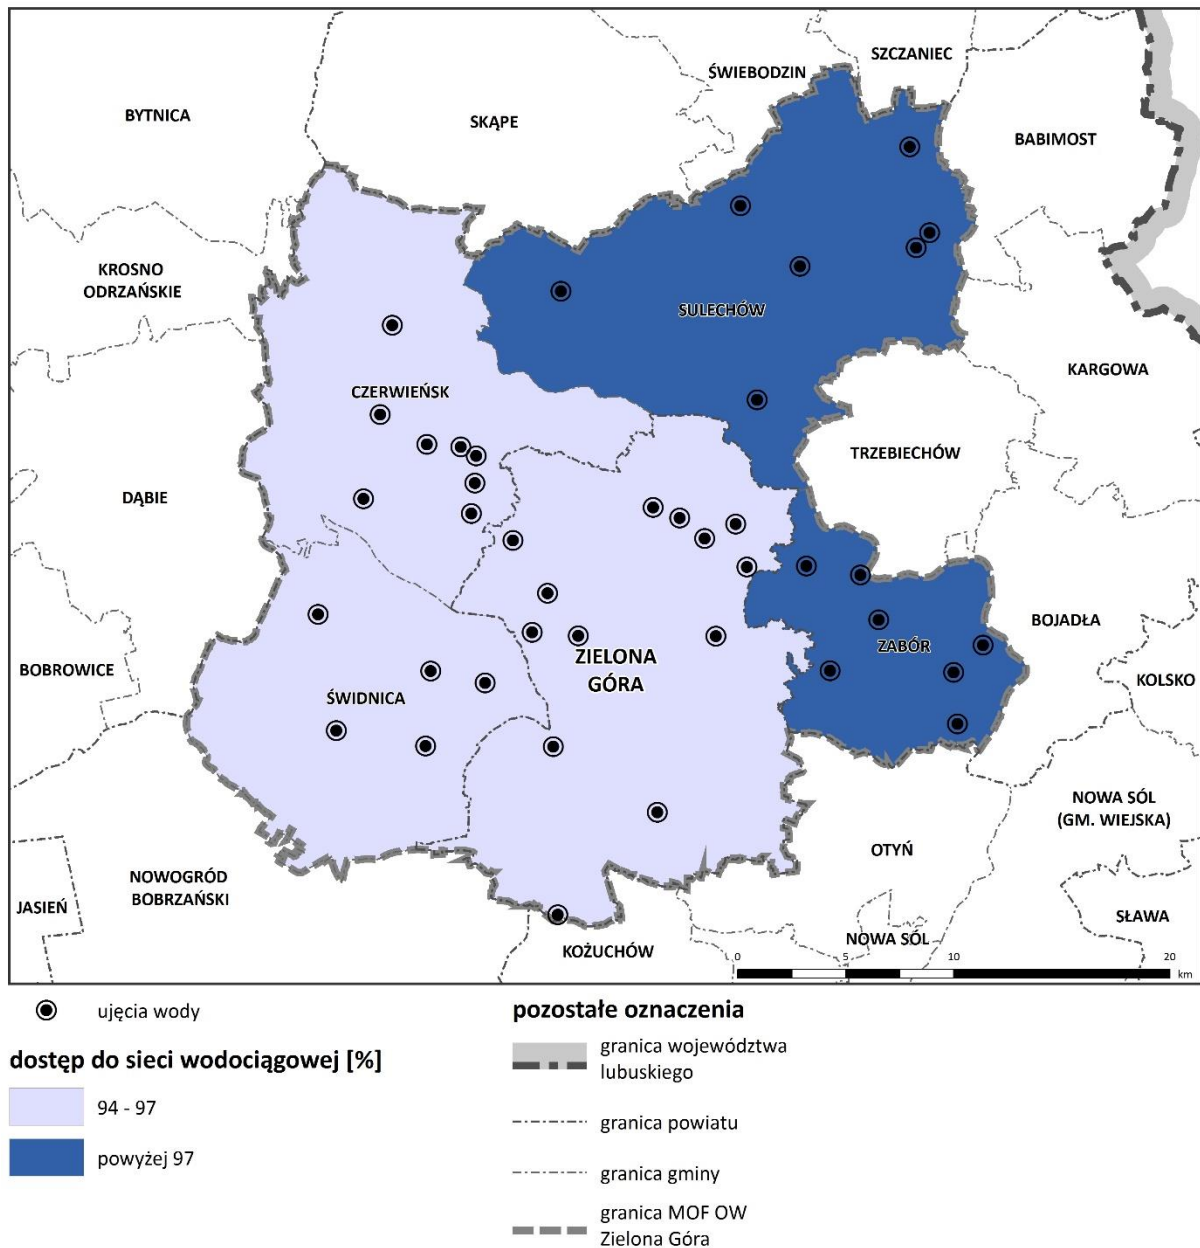 SZCZANIEC
ŚWIEBODZIN
BYTNICA
SKĄPE
BABIMOST
KROSNO
ODRZAŃSKIE
SULECHÓW
KARGOWA
CZERWIEŃSK
TRZEBIECHÓW
DĄBIE
BOJADŁA
ZABÓR
ZIELONA
GÓRA
BOBROWICE
KOLSKO
ŚWIDNICA
NOWA SÓL
(GM. WIEJSKA)
OTYŃ
NOWOGRÓD
BOBRZAŃSKI
JASIEŃ
SŁAWA
NOWA SÓL
KOŻUCHÓW
0 5 10 20
km
ujęcia wody
dostęp do sieci wodociągowej [%]
94 - 97
powyżej 97
pozostałe oznaczenia
granica województwa
lubuskiego
granica powiatu
granica gminy
granica MOF OW
Zielona Góra